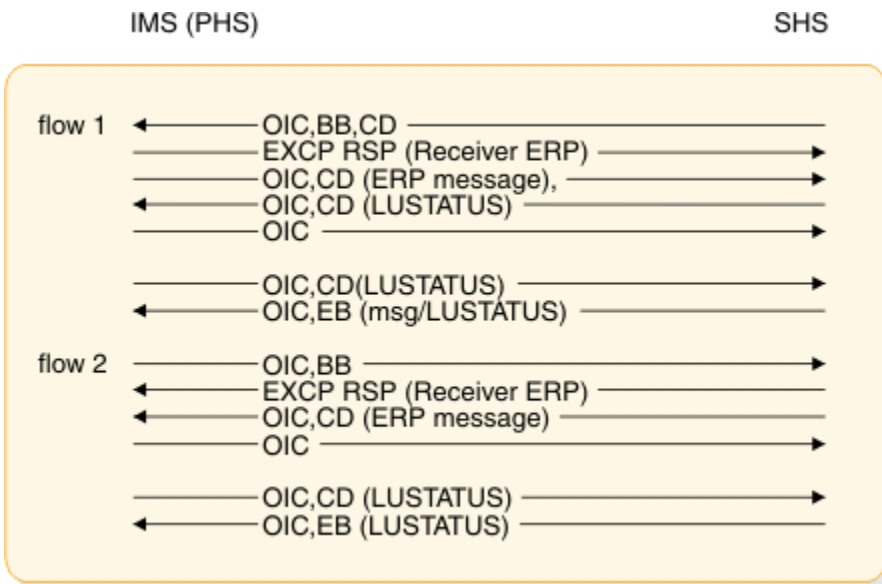 IMS (PHS) SHS
flow 1 OIC,BB,CD
EXCP RSP (Receiver ERP)
OIC,CD (ERP message),
OIC,CD (LUSTATUS)
OIC
OIC,CD(LUSTATUS)
OIC,EB (msg/LUSTATUS)
flow 2 OIC,BB
EXCP RSP (Receiver ERP)
OIC,CD (ERP message)
OIC
OIC,CD (LUSTATUS)
OIC,EB (LUSTATUS)